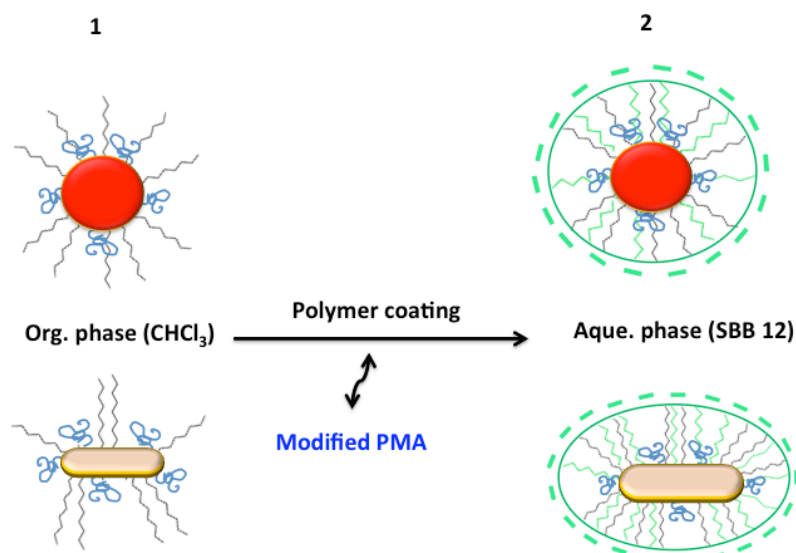 1
2
Polymer coating
Org. phase (CHCl₃)
Aque. phase (SBB 12)
Modified PMA